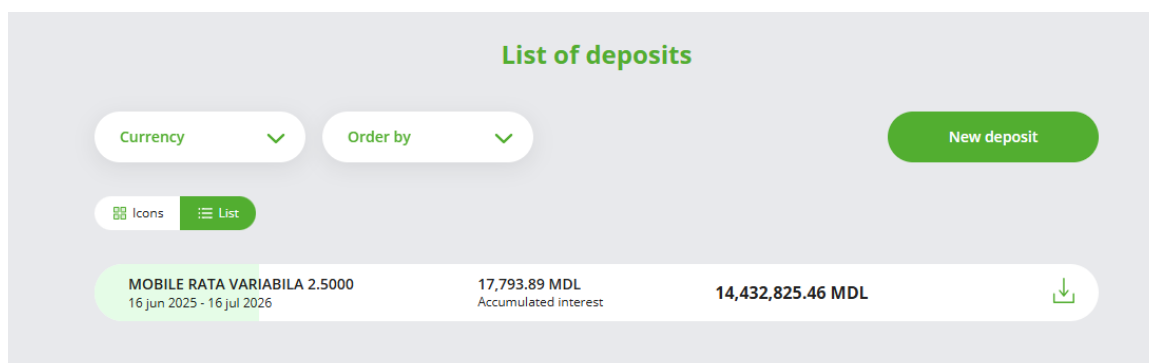 List of deposits
Currency
Order by
New deposit
Icons
List
MOBILE RATA VARIABILA 2.5000
16 jun 2025 - 16 jul 2026
17,793.89 MDL
Accumulated interest
14,432,825.46 MDL